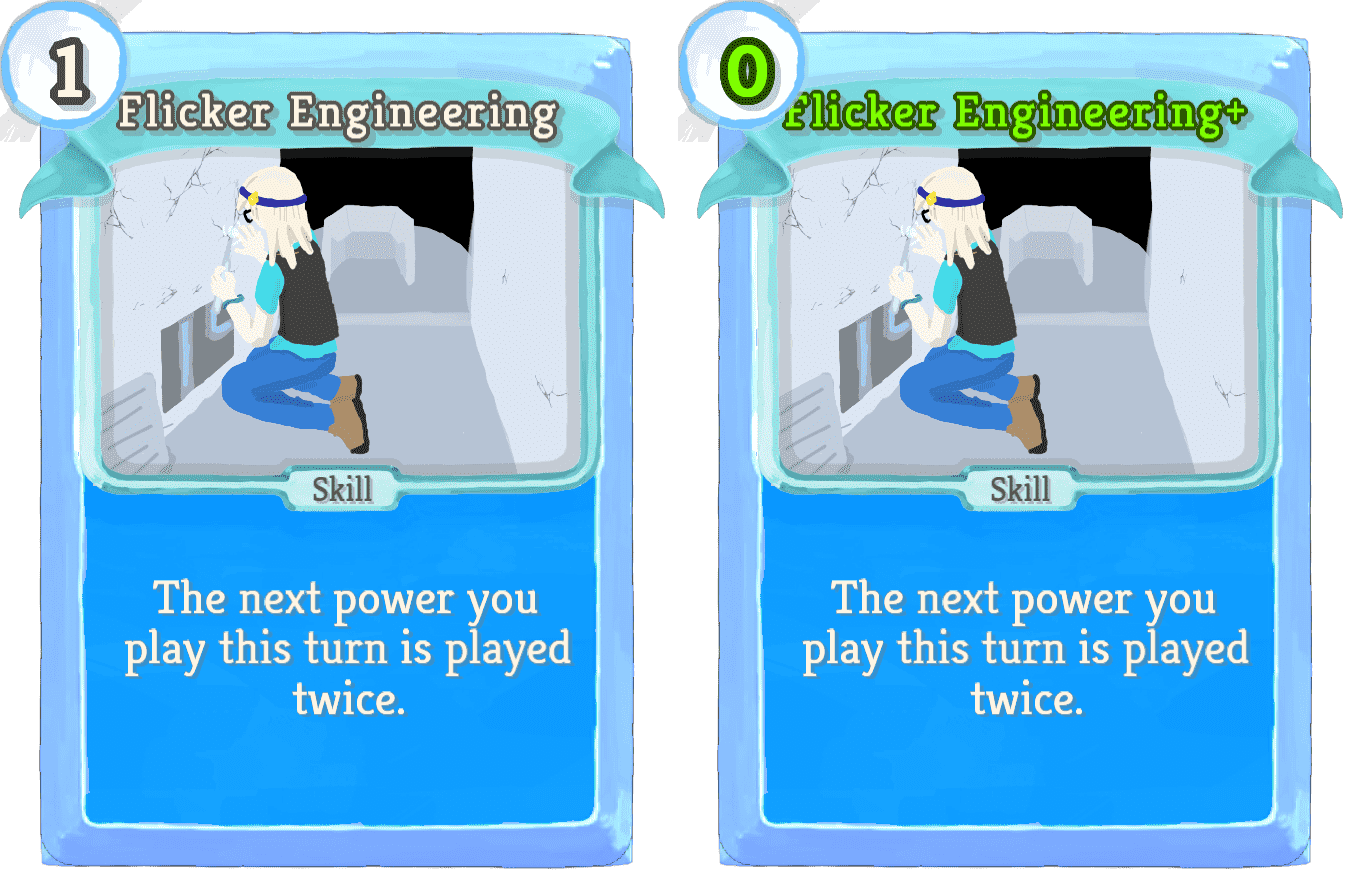 1
Flicker Engineering
Skill
The next power you
play this turn is played
twice.
0
Flicker Engineering+
Skill
The next power you
play this turn is played
twice.